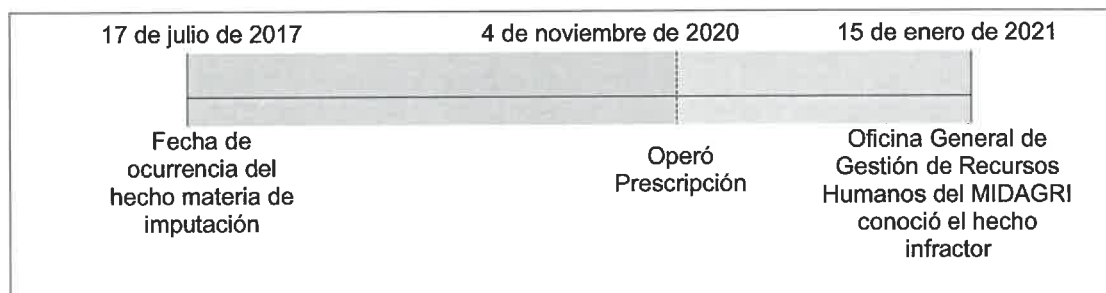 17 de julio de 2017
4 de noviembre de 2020
15 de enero de 2021
Fecha de
ocurrencia del
hecho materia de
imputación
Operó
Prescripción
Oficina General de
Gestión de Recursos
Humanos del MIDAGRI
conoció el hecho
infractor